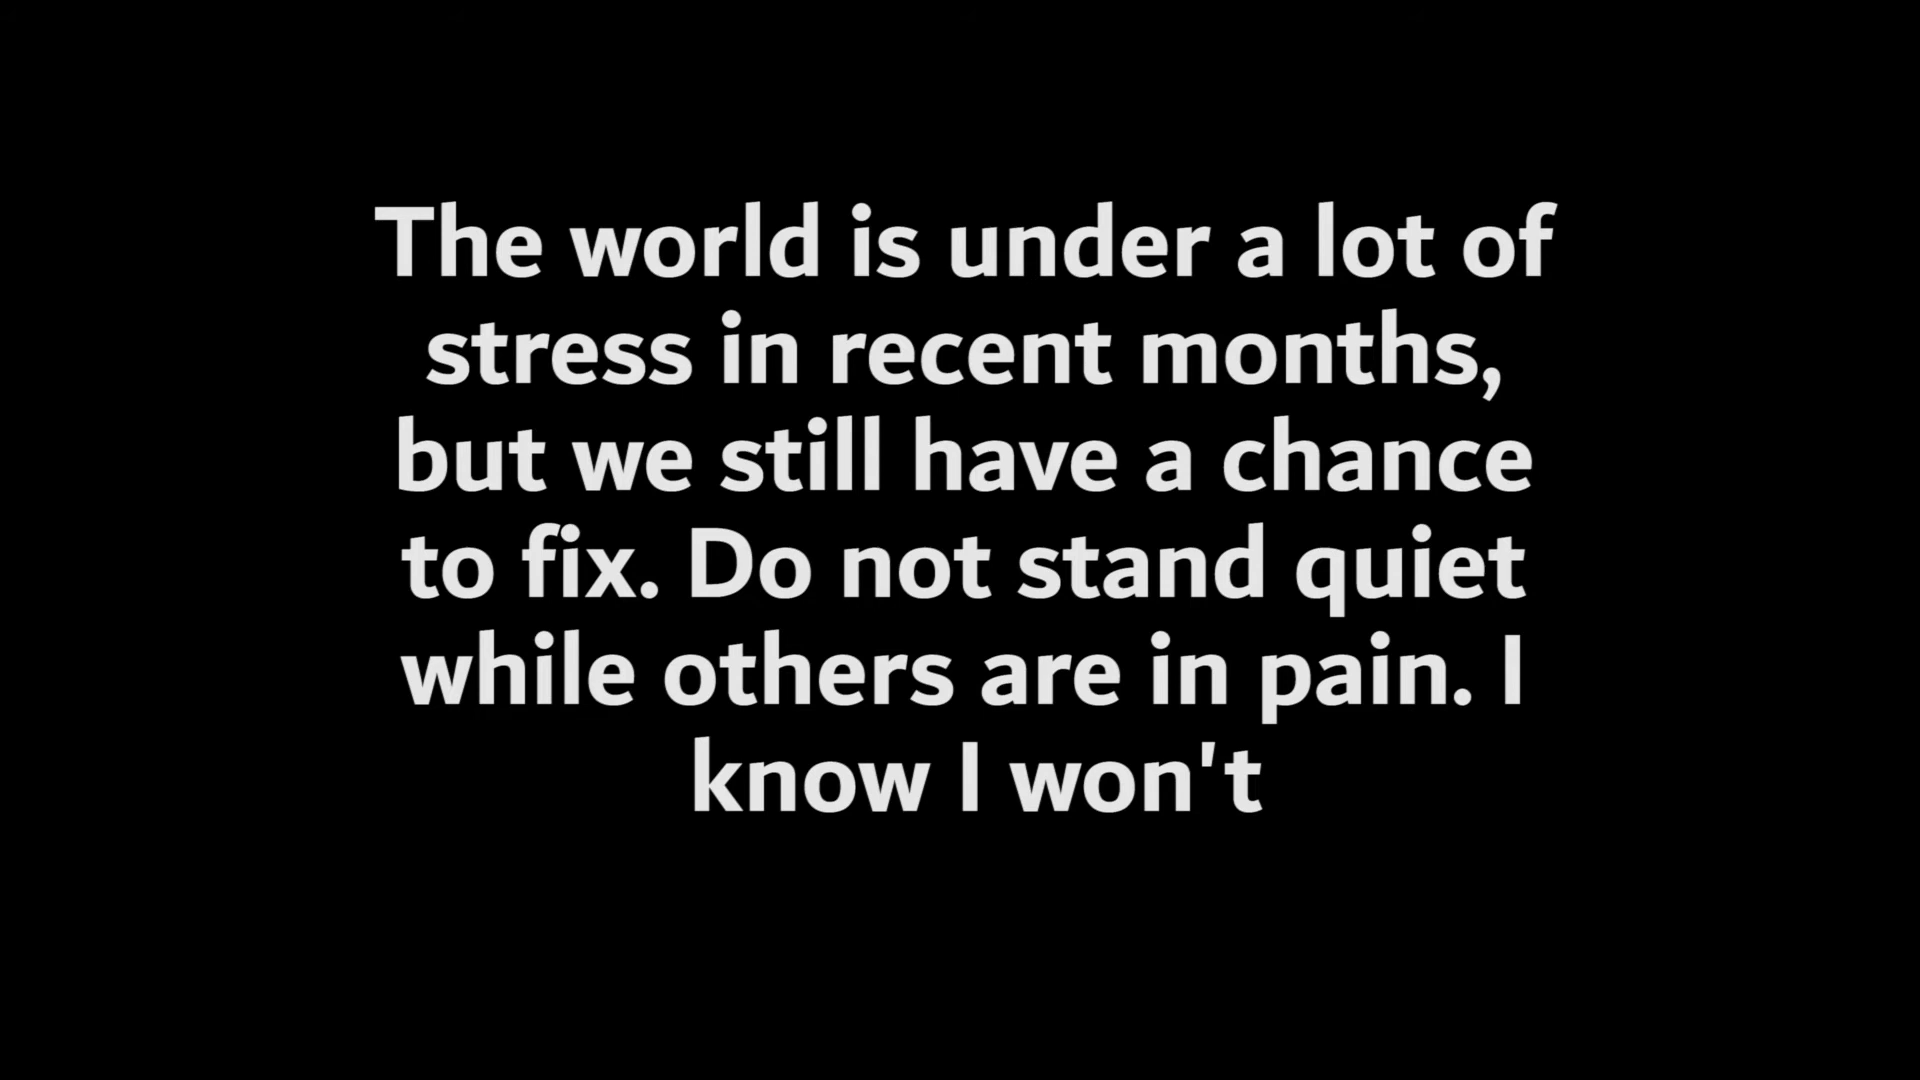 The world is under a lot of
stress in recent months,
but we still have a chance
to fix. Do not stand quiet
while others are in pain. I
know I won't